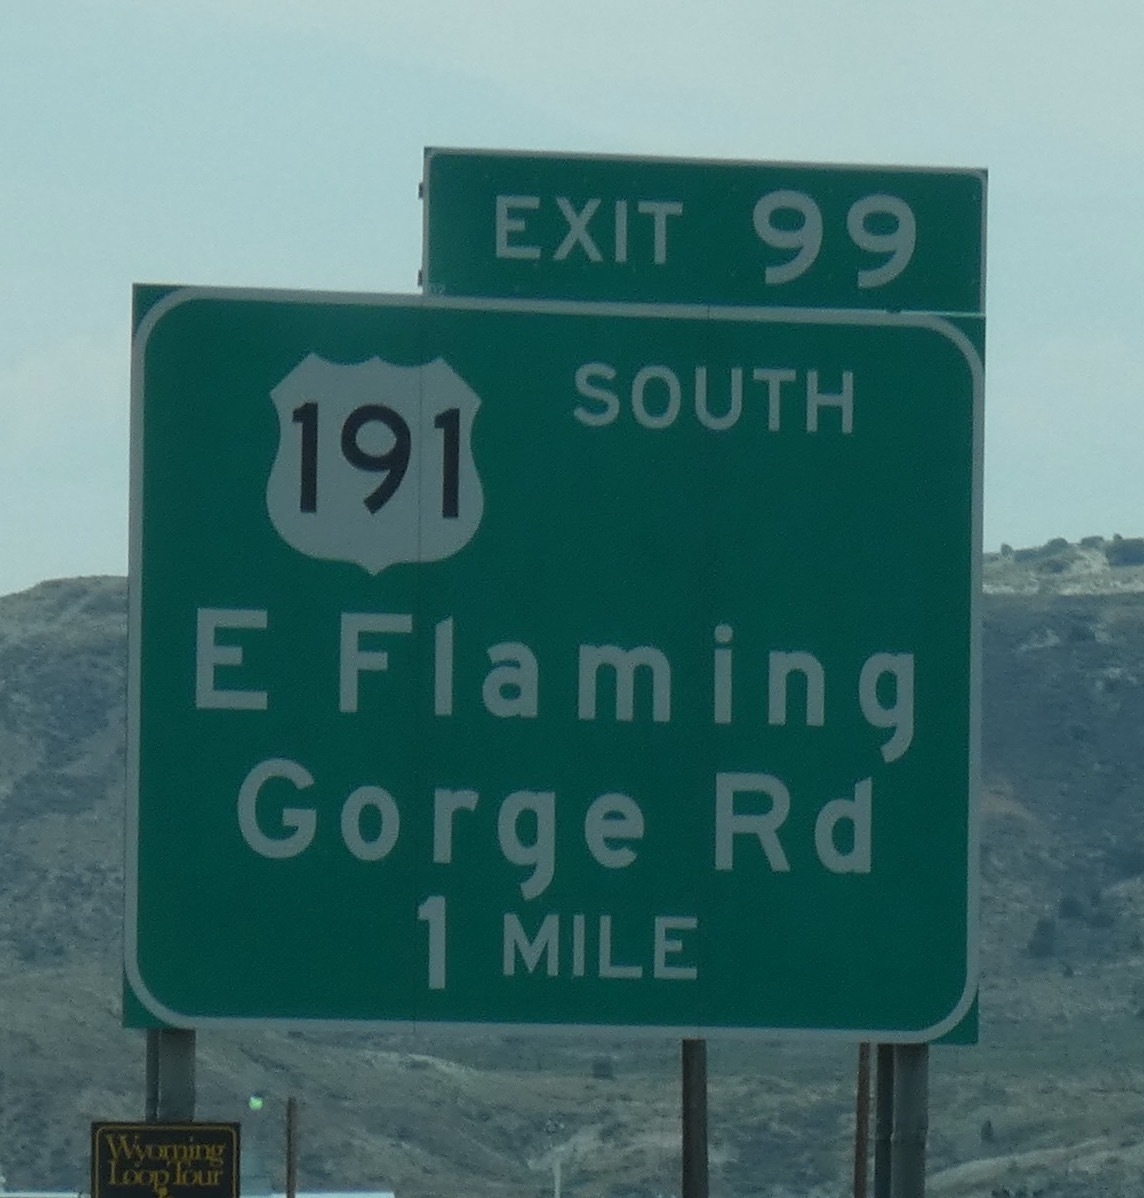 EXIT 99
191 SOUTH
E Flaming
Gorge Rd
1 MILE
Wyoming
Loop Tour